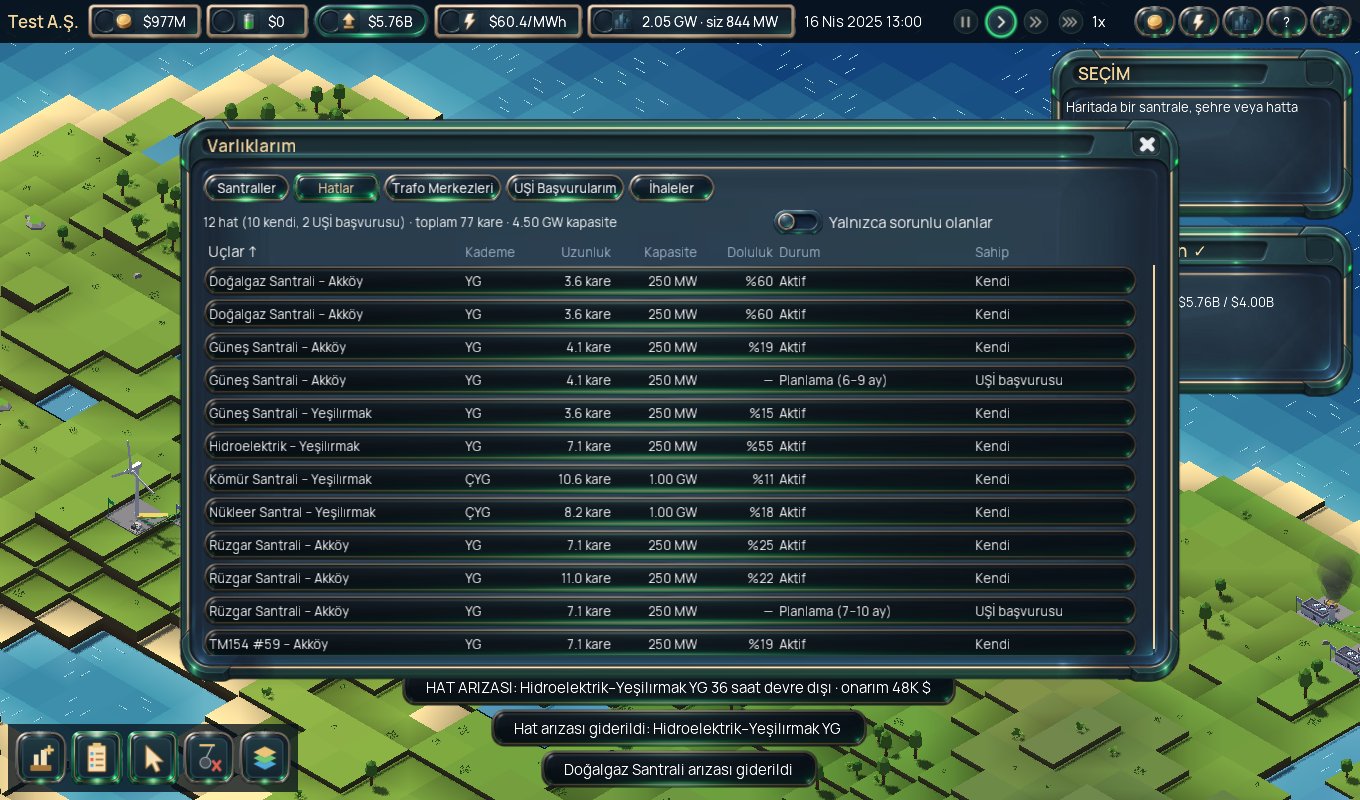 Test A.Ş. $977M $0 $5.76B $60.4/MWh 2.05 GW · siz 844 MW 16 Nis 2025 13:00 1x ?
SEÇİM
Haritada bir santrale, şehre veya hatta
Varlıklarım
Santraller Hatlar Trafo Merkezleri UŞİ Başvurularım İhaleler
12 hat (10 kendi, 2 UŞİ başvurusu) · toplam 77 kare · 4.50 GW kapasite Yalnızca sorunlu olanlar
Uçlar ↑ Kademe Uzunluk Kapasite Doluluk Durum Sahip
Doğalgaz Santrali – Akköy YG 3.6 kare 250 MW %60 Aktif Kendi
Doğalgaz Santrali – Akköy YG 3.6 kare 250 MW %60 Aktif Kendi
Güneş Santrali – Akköy YG 4.1 kare 250 MW %19 Aktif Kendi
Güneş Santrali – Akköy YG 4.1 kare 250 MW — Planlama (6–9 ay) UŞİ başvurusu
Güneş Santrali – Yeşilırmak YG 3.6 kare 250 MW %15 Aktif Kendi
Hidroelektrik – Yeşilırmak YG 7.1 kare 250 MW %55 Aktif Kendi
Kömür Santrali – Yeşilırmak ÇYG 10.6 kare 1.00 GW %11 Aktif Kendi
Nükleer Santral – Yeşilırmak ÇYG 8.2 kare 1.00 GW %18 Aktif Kendi
Rüzgar Santrali – Akköy YG 7.1 kare 250 MW %25 Aktif Kendi
Rüzgar Santrali – Akköy YG 11.0 kare 250 MW %22 Aktif Kendi
Rüzgar Santrali – Akköy YG 7.1 kare 250 MW — Planlama (7–10 ay) UŞİ başvurusu
TM154 #59 – Akköy YG 7.1 kare 250 MW %19 Aktif Kendi
n ✓
$5.76B / $4.00B
HAT ARIZASI: Hidroelektrik–Yeşilırmak YG 36 saat devre dışı · onarım 48K $
Hat arızası giderildi: Hidroelektrik–Yeşilırmak YG
Doğalgaz Santrali arızası giderildi